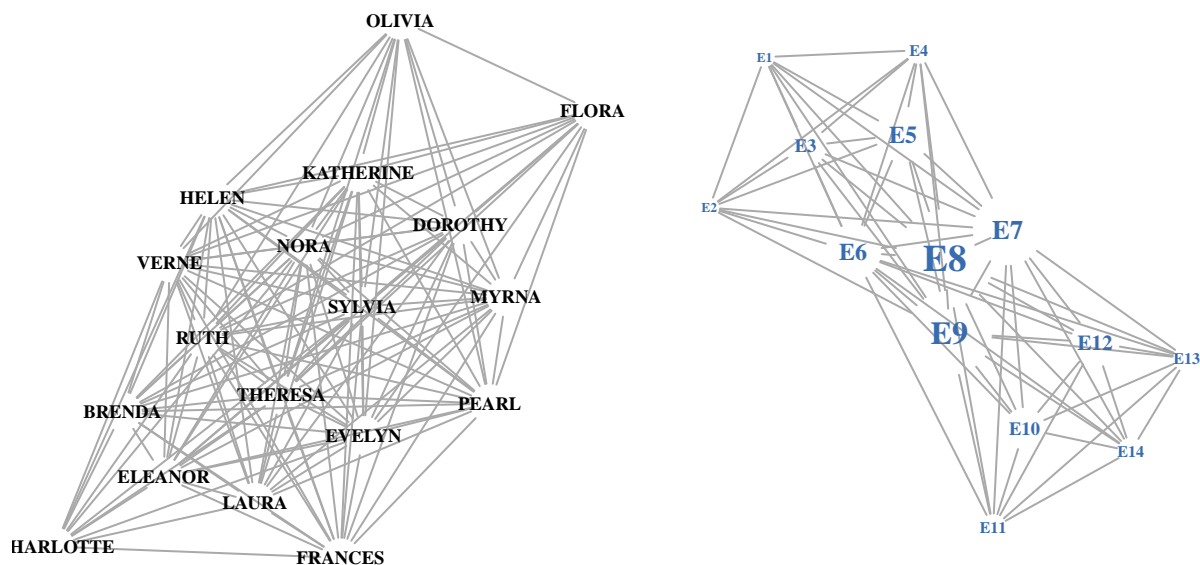 OLIVIA
FLORA
KATHERINE
HELEN
DOROTHY
NORA
VERNE
MYRNA
SYLVIA
RUTH
THERESA
PEARL
BRENDA
EVELYN
ELEANOR
LAURA
HARLOTTE
FRANCES
E4
E1
E5
E3
E2
E7
E6
E8
E9
E12
E13
E10
E14
E11